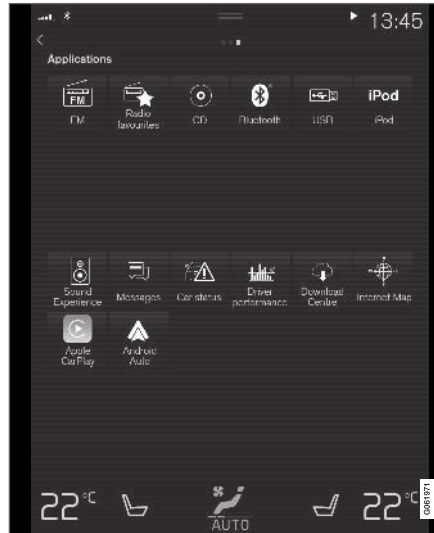 13:45
Applications
FM iPod
FM
Radio
favourites
CD
Bluetooth
USB
iPod
Sound
Experience
Messages
Car status
Driver
performance
Download
Centre
Internet Map
Apple
CarPlay
Android
Auto
22°C
22°C
AUTO
G061971